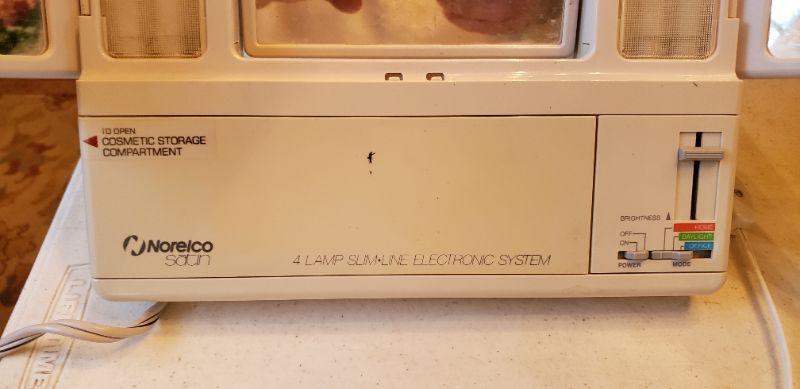 TO OPEN
COSMETIC STORAGE
COMPARTMENT
Norelco
satin
4 LAMP SLIM•LINE ELECTRONIC SYSTEM
BRIGHTNESS
HOME
DAYLIGHT
OFFICE
OFF
ON
POWER
MODE
LIFETIME